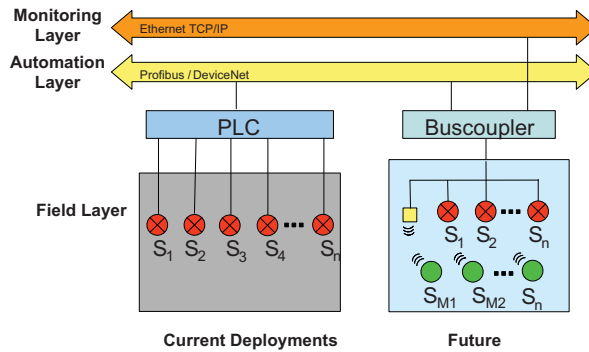 Monitoring
Layer
Ethernet TCP/IP
Automation
Layer
Profibus / DeviceNet
PLC
Buscoupler
Field Layer
S1 S2 S3 S4 Sn
S1 S2 Sn
SM1 SM2 Sn
Current Deployments
Future